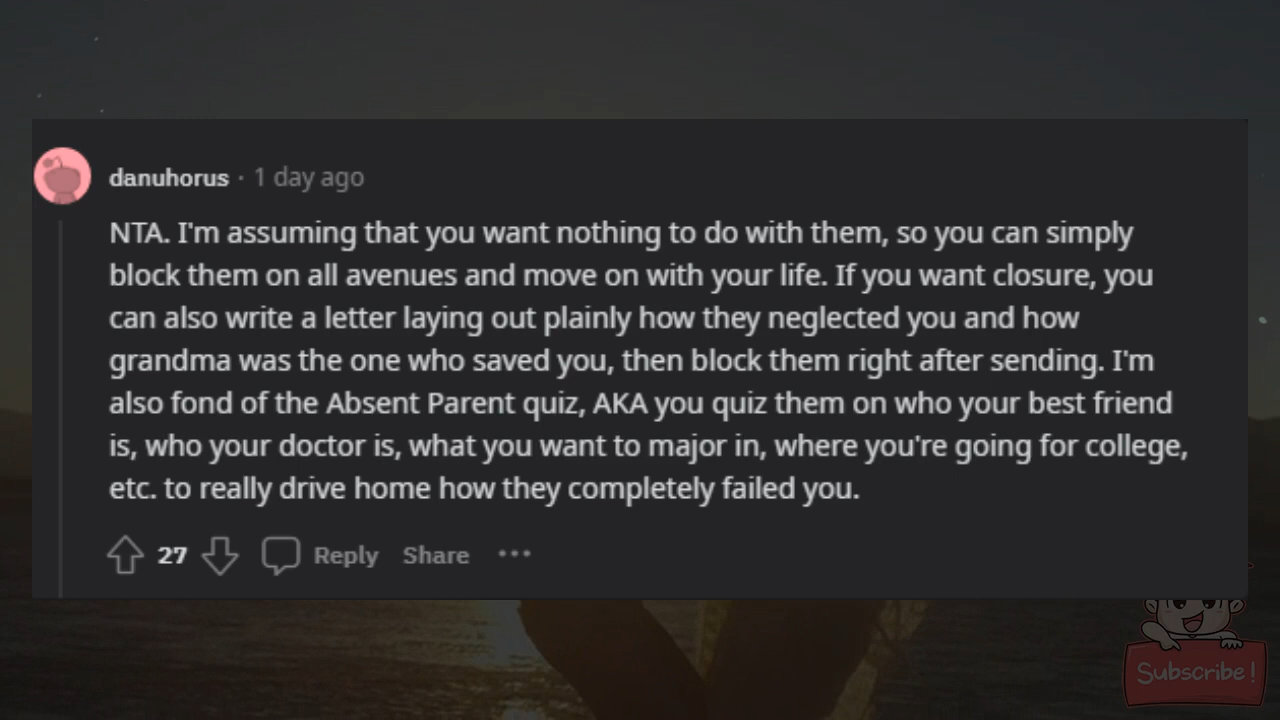 danuhorus · 1 day ago
NTA. I'm assuming that you want nothing to do with them, so you can simply
block them on all avenues and move on with your life. If you want closure, you
can also write a letter laying out plainly how they neglected you and how
grandma was the one who saved you, then block them right after sending. I'm
also fond of the Absent Parent quiz, AKA you quiz them on who your best friend
is, who your doctor is, what you want to major in, where you're going for college,
etc. to really drive home how they completely failed you.
27 Reply Share ···
Subscribe!